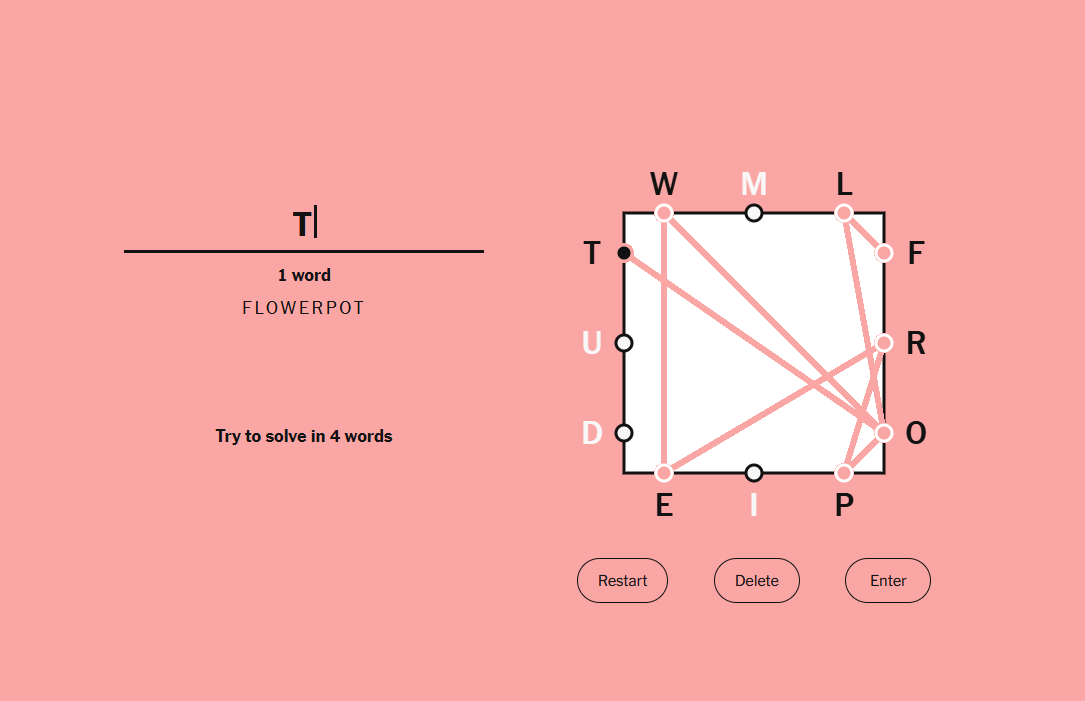 T
1 word
FLOWERPOT
Try to solve in 4 words
W M L
T F
U R
D O
E I P
Restart Delete Enter